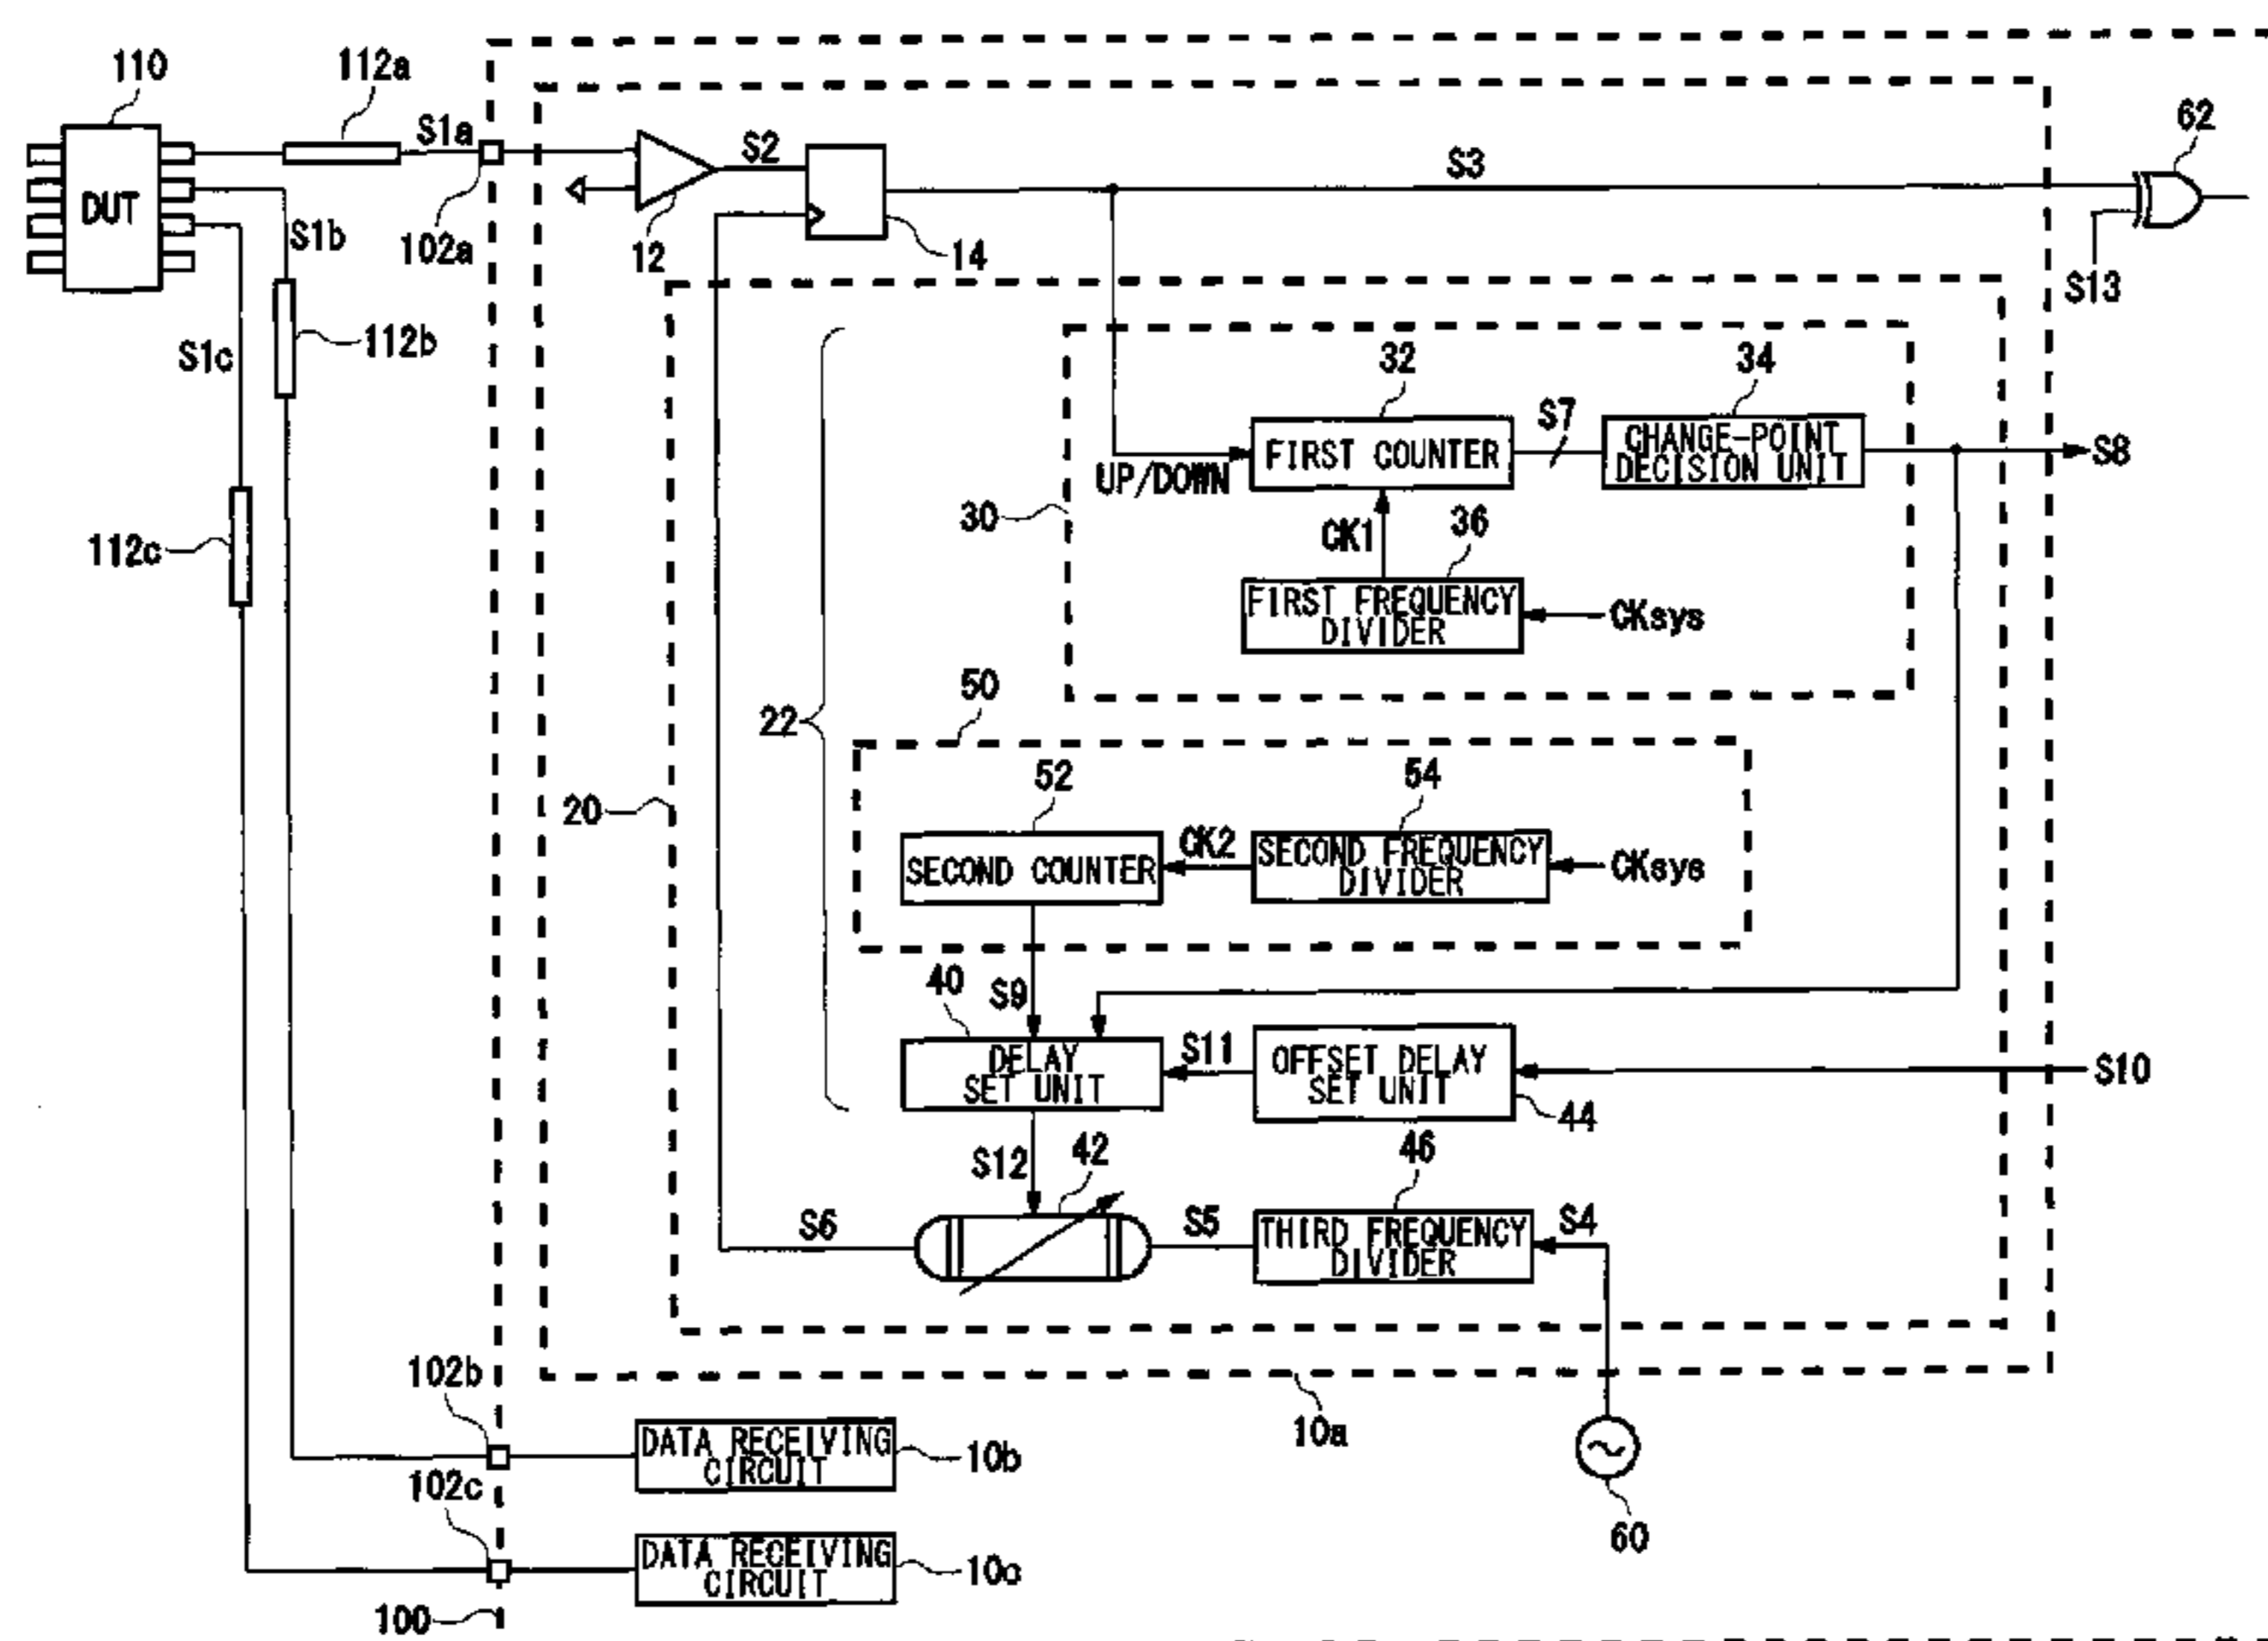 110
112a
S1a
62
S2
S3
DUT
S1b
102a
12
14
S13
S1c
112b
32
34
S7
FIRST COUNTER
CHANGE-POINT
DECISION UNIT
S8
UP/DOWN
30
CK1
36
112c
FIRST FREQUENCY
DIVIDER
CKsys
50
22
52
54
20
CK2
SECOND COUNTER
SECOND FREQUENCY
DIVIDER
CKsys
40
S9
DELAY
SET UNIT
S11
OFFSET DELAY
SET UNIT
S10
44
S12
42
46
S6
S5
THIRD FREQUENCY
DIVIDER
S4
102b
10a
DATA RECEIVING
CIRCUIT
10b
102c
60
DATA RECEIVING
CIRCUIT
10c
100